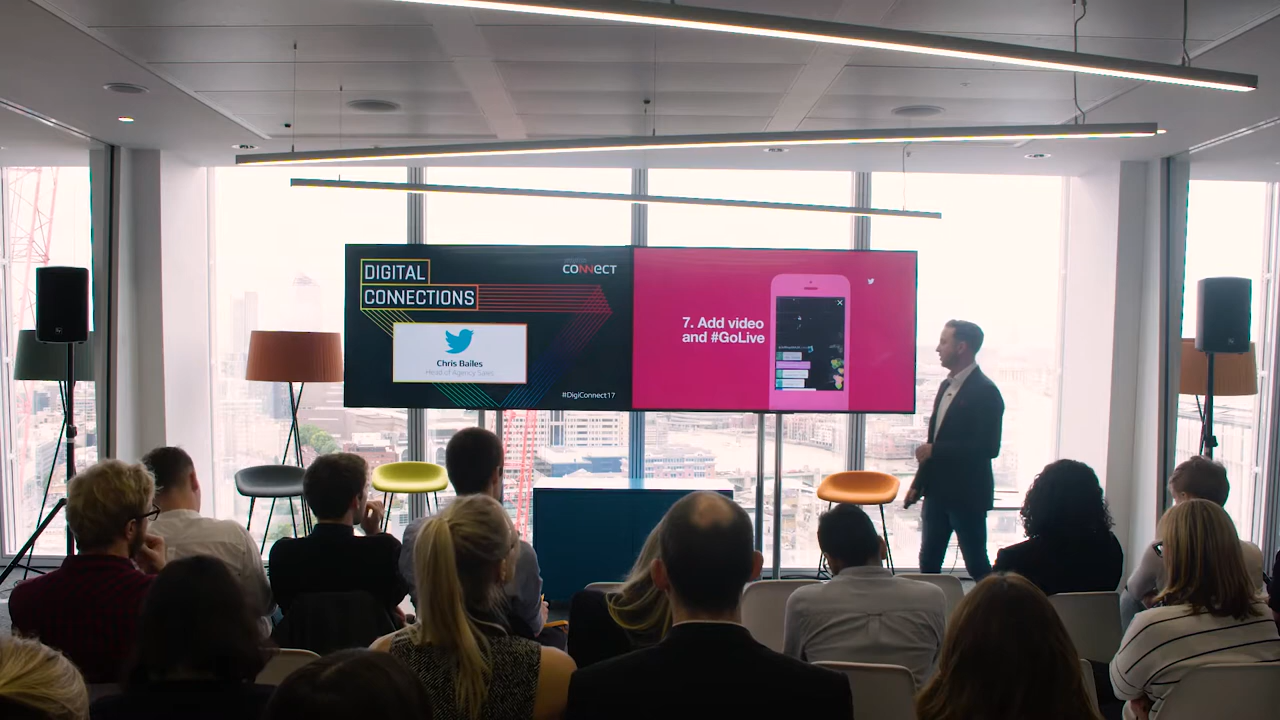 DIGITAL
CONNECTIONS
CONNECT
Chris Bailes
Head of Agency Sales
#DigiConnect17
7. Add video
and #GoLive